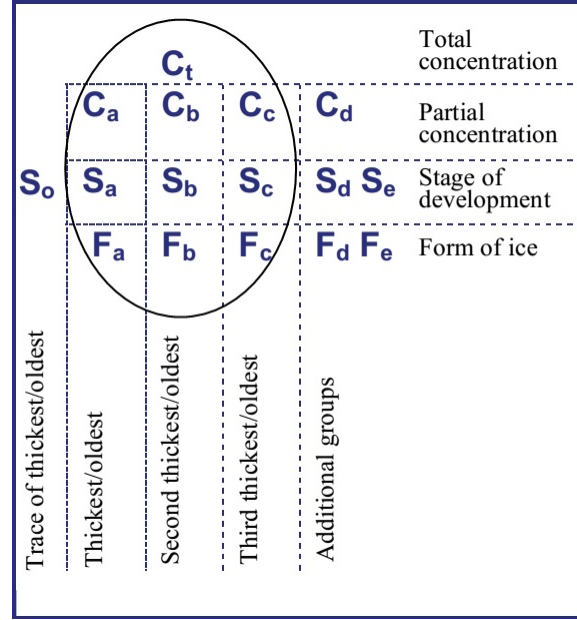 Total
concentration
Ct
Ca Cb Cc Cd
Partial
concentration
So Sa Sb Sc Sd Se
Stage of
development
Fa Fb Fc Fd Fe
Form of ice
Trace of thickest/oldest
Thickest/oldest
Second thickest/oldest
Third thickest/oldest
Additional groups